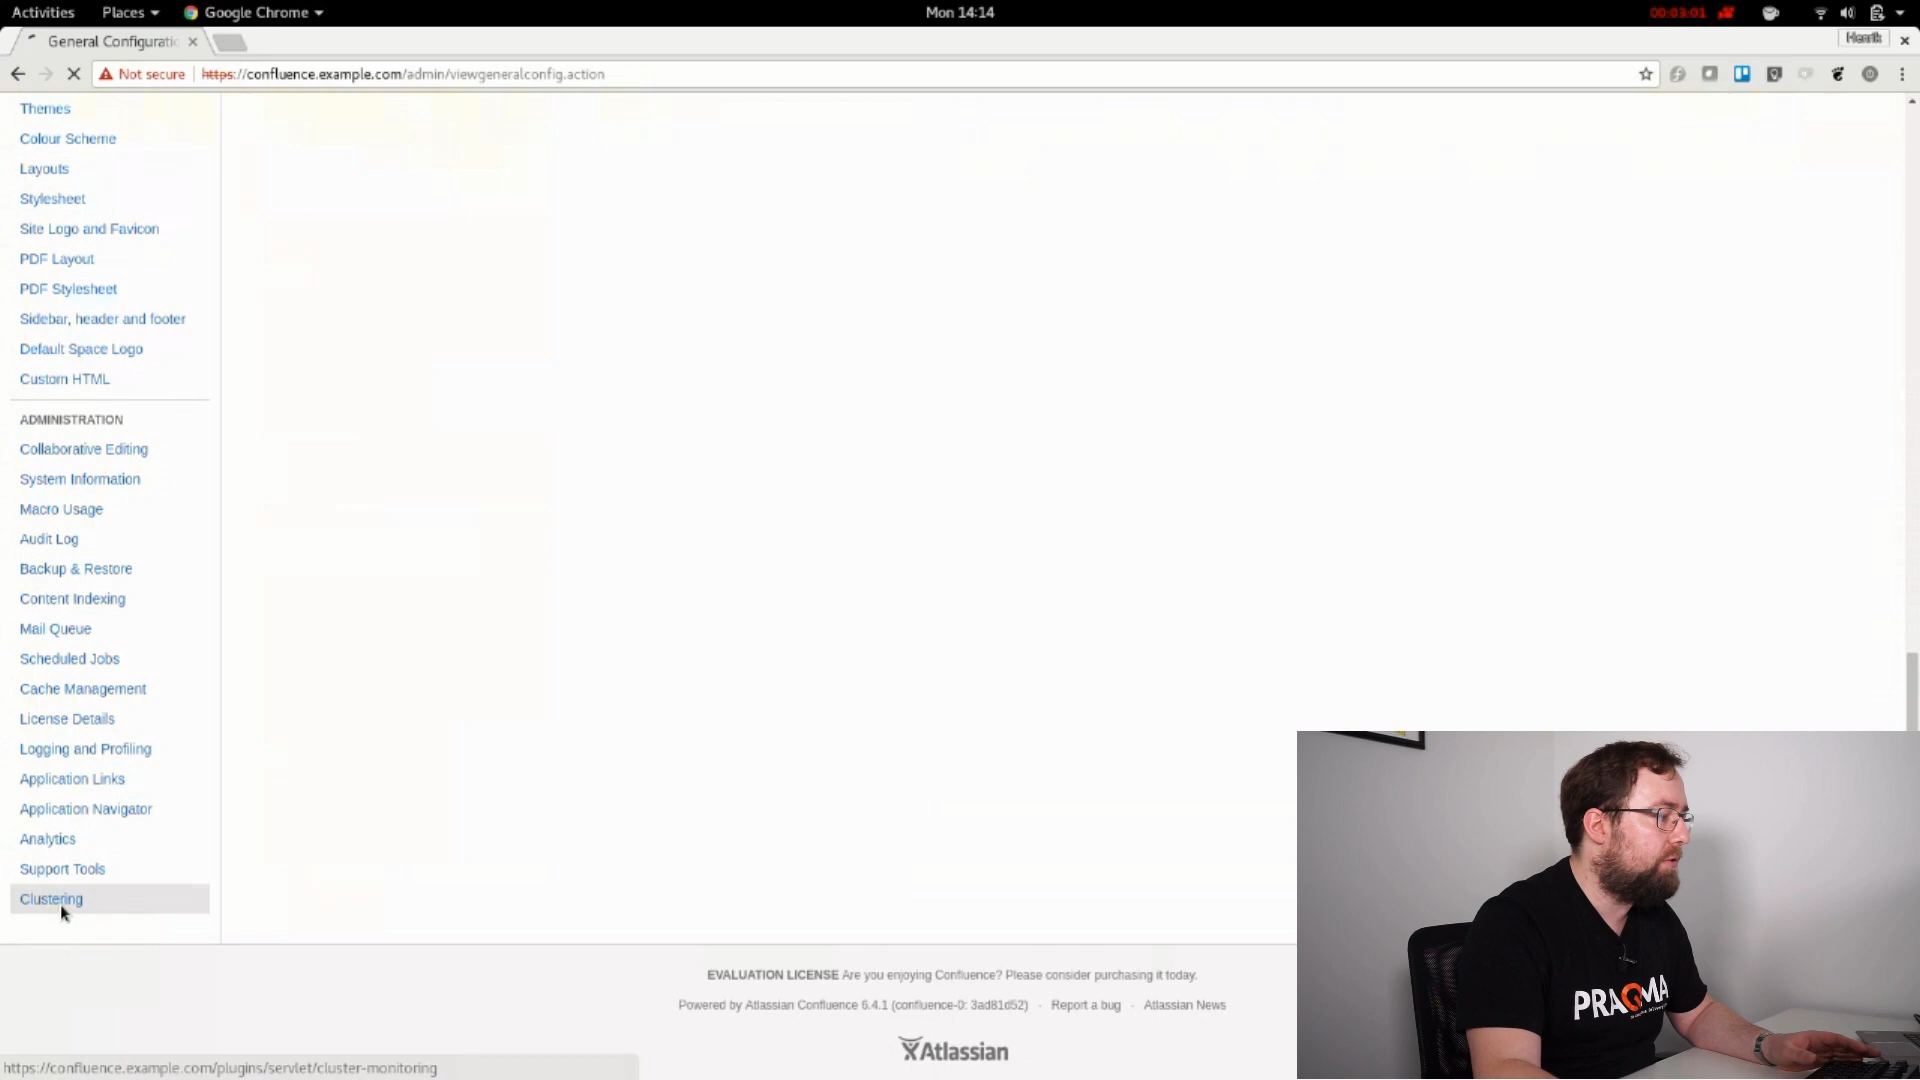 Activities Places Google Chrome Mon 14:14 00:03:01
General Configuratio Henrik
Not secure https://confluence.example.com/admin/viewgeneralconfig.action
Themes
Colour Scheme
Layouts
Stylesheet
Site Logo and Favicon
PDF Layout
PDF Stylesheet
Sidebar, header and footer
Default Space Logo
Custom HTML
ADMINISTRATION
Collaborative Editing
System Information
Macro Usage
Audit Log
Backup & Restore
Content Indexing
Mail Queue
Scheduled Jobs
Cache Management
License Details
Logging and Profiling
Application Links
Application Navigator
Analytics
Support Tools
Clustering
EVALUATION LICENSE Are you enjoying Confluence? Please consider purchasing it today.
Powered by Atlassian Confluence 6.4.1 (confluence-0: 3ad81d52) · Report a bug · Atlassian News
Atlassian
https://confluence.example.com/plugins/servlet/cluster-monitoring
PRAQMA